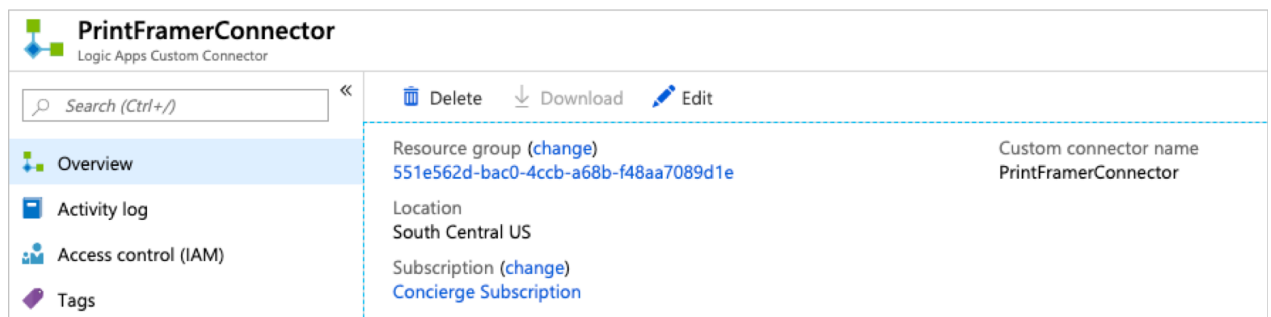 PrintFramerConnector
Logic Apps Custom Connector
Search (Ctrl+/)
«
Delete
Download
Edit
Overview
Activity log
Access control (IAM)
Tags
Resource group (change)
551e562d-bac0-4ccb-a68b-f48aa7089d1e
Location
South Central US
Subscription (change)
Concierge Subscription
Custom connector name
PrintFramerConnector